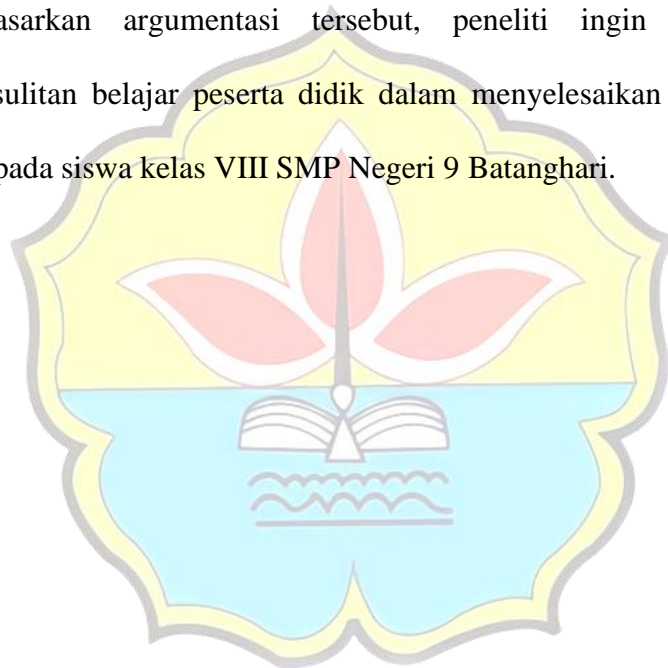 asarkan argumentasi tersebut, peneliti ingin
sulitan belajar peserta didik dalam menyelesaikan
pada siswa kelas VIII SMP Negeri 9 Batanghari.